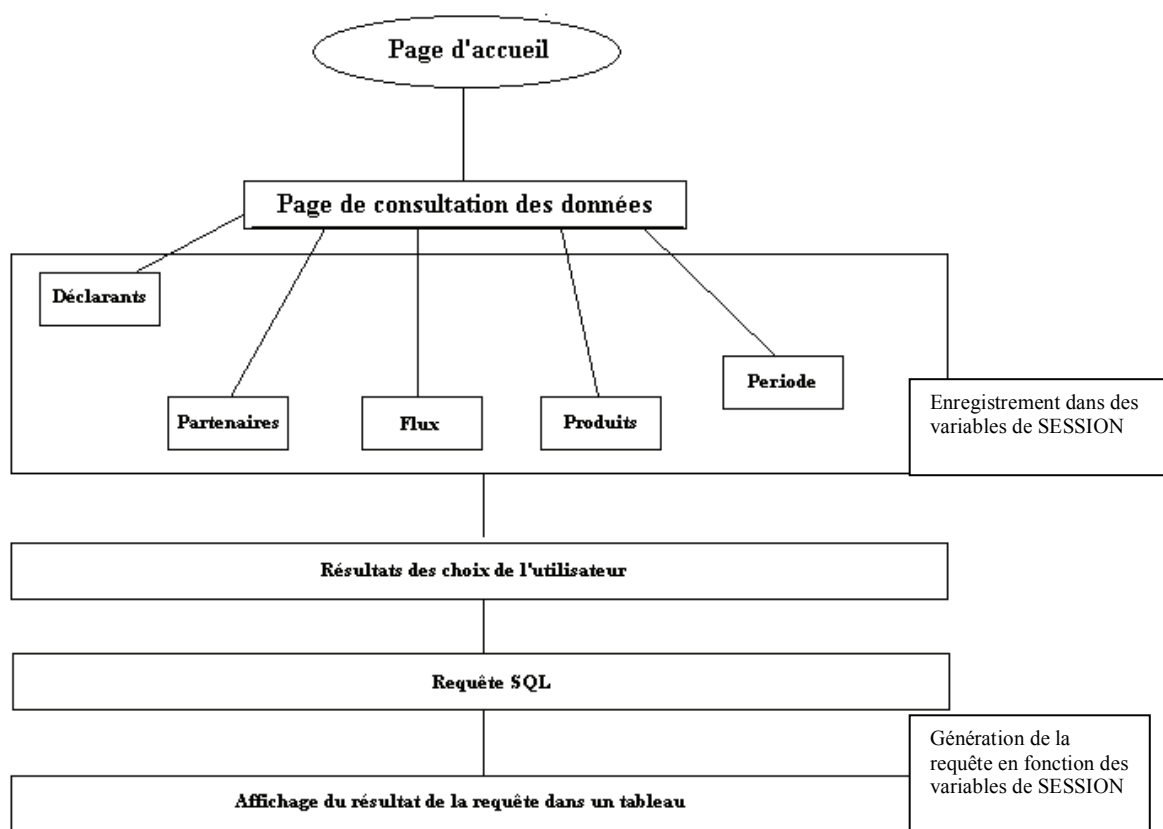 Page d'accueil
Page de consultation des données
Déclarants
Periode
Partenaires
Flux
Produits
Enregistrement dans des
variables de SESSION
Résultats des choix de l'utilisateur
Requête SQL
Génération de la
requête en fonction des
variables de SESSION
Affichage du résultat de la requête dans un tableau